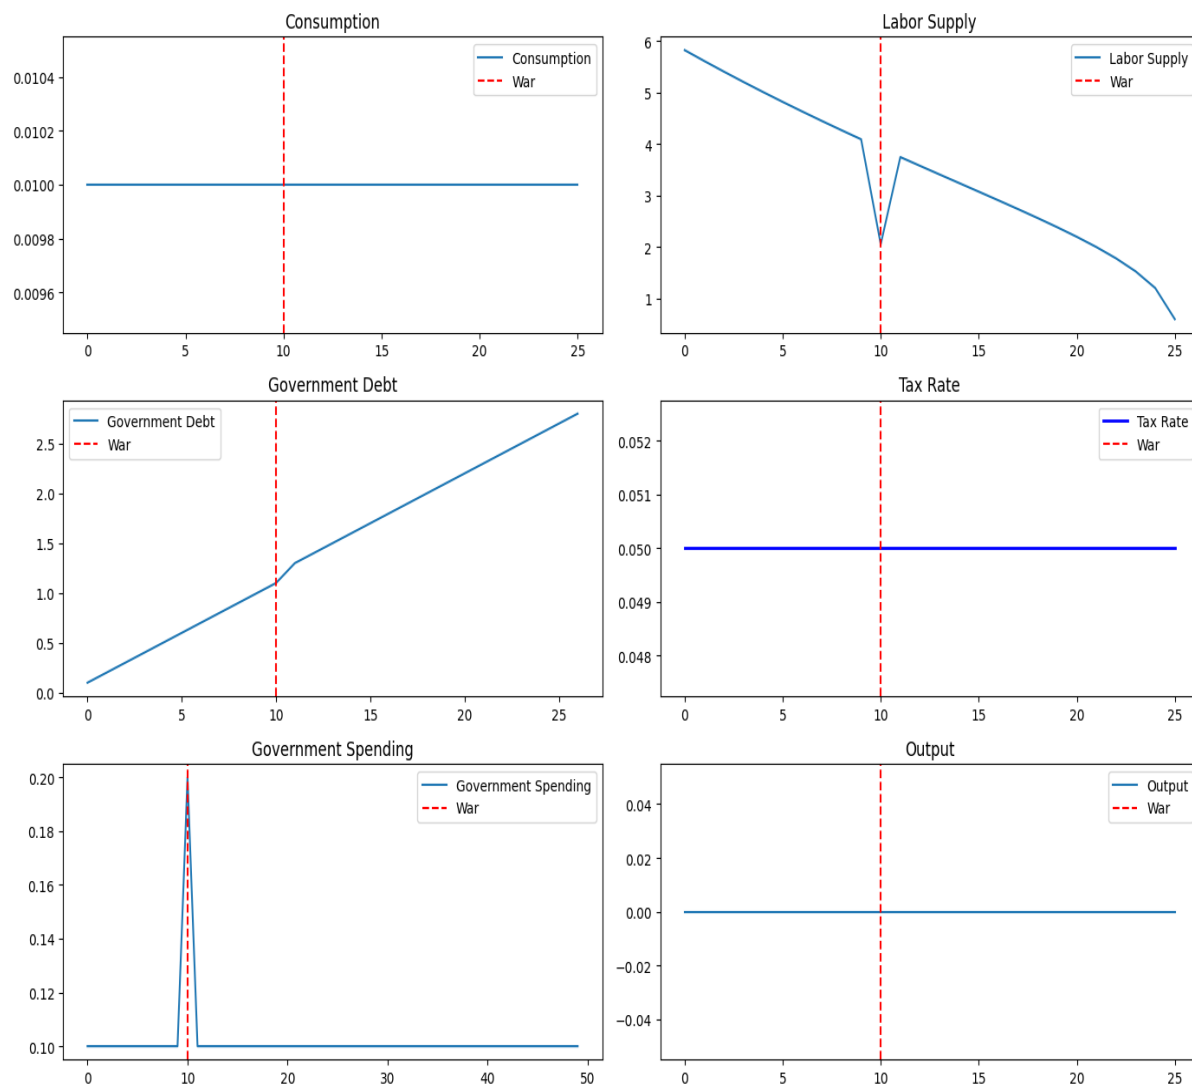 Consumption
0.0104
0.0102
0.0100
0.0098
0.0096
0 5 10 15 20 25
Consumption
War
Labor Supply
6
5
4
3
2
1
0 5 10 15 20 25
Labor Supply
War
Government Debt
2.5
2.0
1.5
1.0
0.5
0.0
0 5 10 15 20 25
Government Debt
War
Tax Rate
0.052
0.051
0.050
0.049
0.048
0 5 10 15 20 25
Tax Rate
War
Government Spending
0.20
0.18
0.16
0.14
0.12
0.10
0 10 20 30 40 50
Government Spending
War
Output
0.04
0.02
0.00
−0.02
−0.04
0 5 10 15 20 25
Output
War